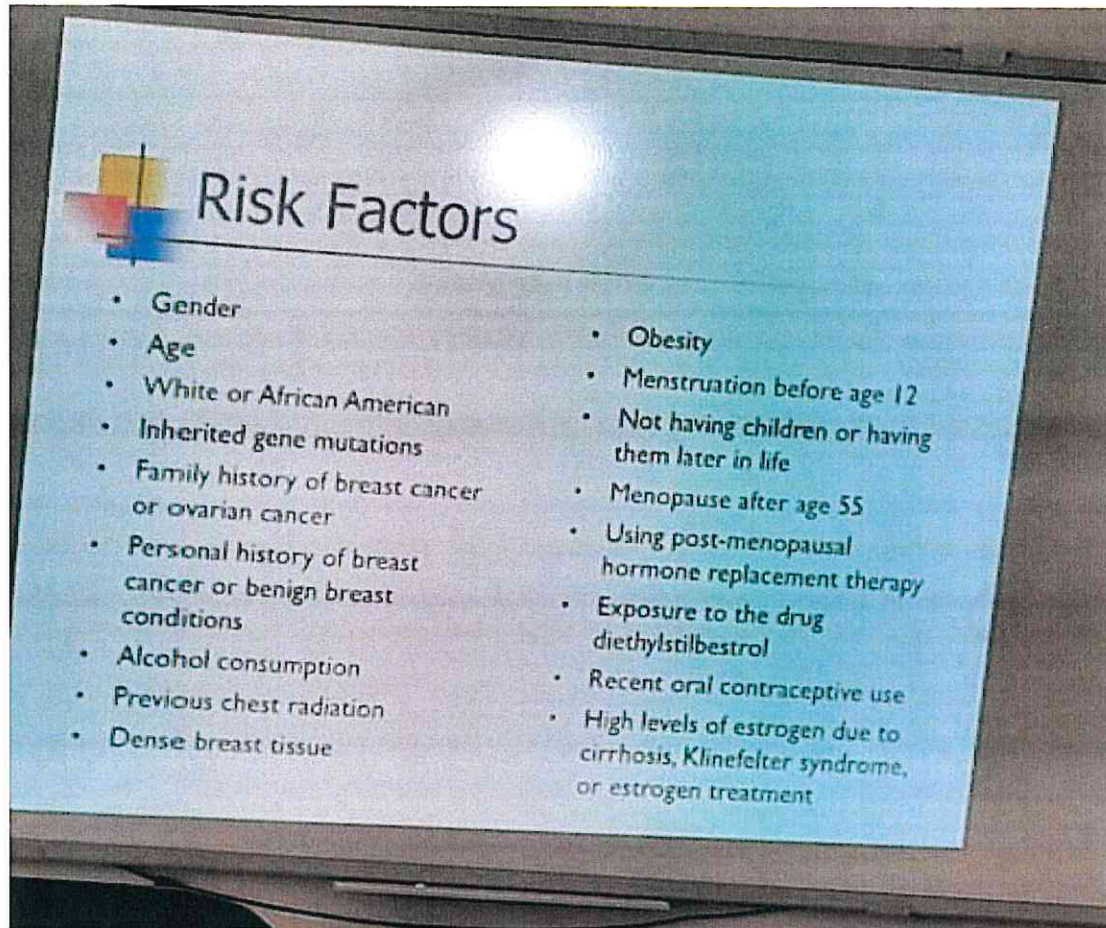 Risk Factors
• Gender
• Age
• White or African American
• Inherited gene mutations
• Family history of breast cancer
or ovarian cancer
• Personal history of breast
cancer or benign breast
conditions
• Alcohol consumption
• Previous chest radiation
• Dense breast tissue
• Obesity
• Menstruation before age 12
• Not having children or having
them later in life
• Menopause after age 55
• Using post-menopausal
hormone replacement therapy
• Exposure to the drug
diethylstilbestrol
• Recent oral contraceptive use
• High levels of estrogen due to
cirrhosis, Klinefelter syndrome,
or estrogen treatment